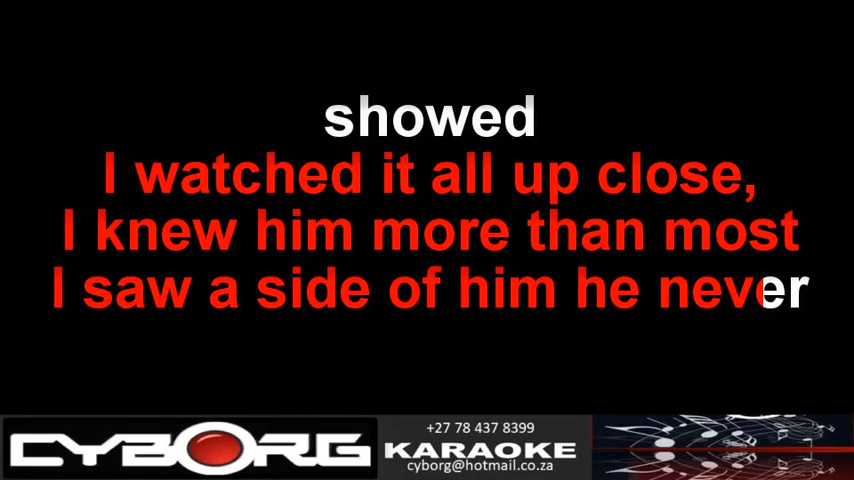 showed
I watched it all up close,
I knew him more than most
I saw a side of him he never
CYBORG
+27 78 437 8399
KARAOKE
cyborg@hotmail.co.za